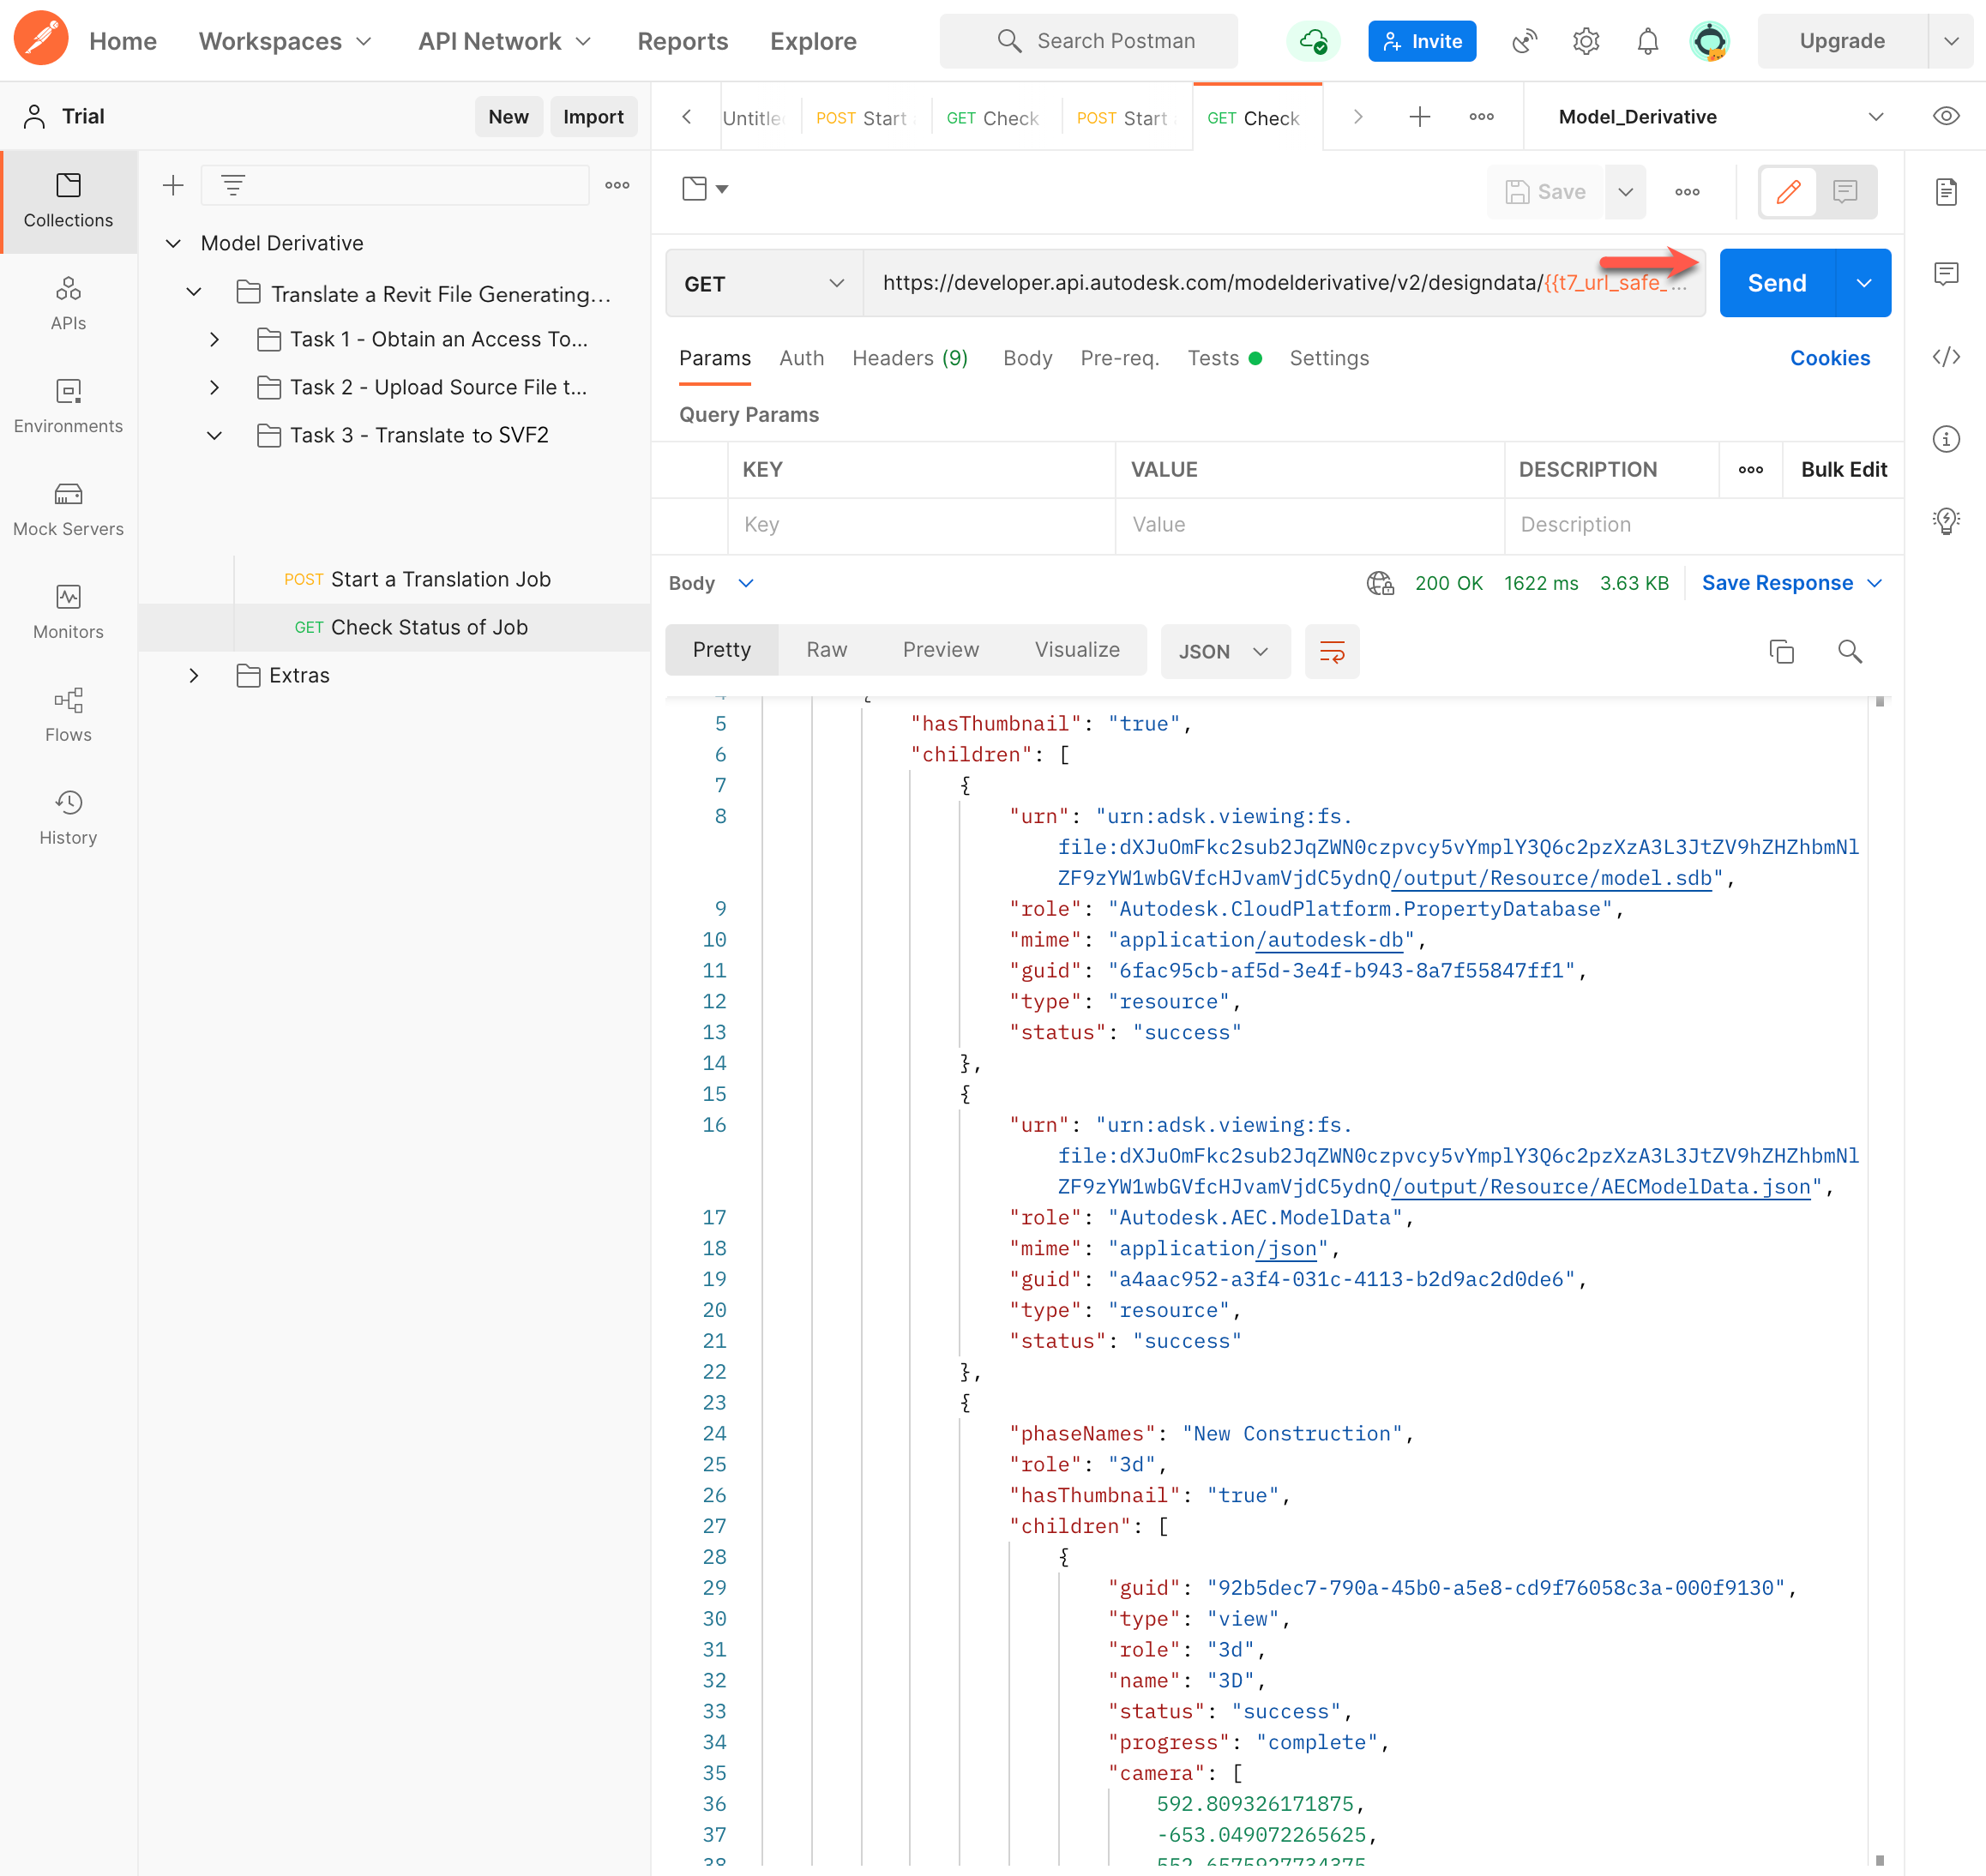 Home Workspaces API Network Reports Explore Search Postman Invite Upgrade
Trial New Import
Untitle POST Start GET Check POST Start GET Check Model_Derivative
Collections
APIs
Environments
Mock Servers
Monitors
Flows
History
Model Derivative
Translate a Revit File Generating...
Task 1 - Obtain an Access To...
Task 2 - Upload Source File t...
Task 3 - Translate to SVF2
POST Start a Translation Job
GET Check Status of Job
Extras
Save
GET https://developer.api.autodesk.com/modelderivative/v2/designdata/{{t7_url_safe_... Send
Params Auth Headers (9) Body Pre-req. Tests Settings Cookies
Query Params
KEY VALUE DESCRIPTION Bulk Edit
Key Value Description
Body 200 OK 1622 ms 3.63 KB Save Response
Pretty Raw Preview Visualize JSON
5 "hasThumbnail": "true",
6 "children": [
7 {
8 "urn": "urn:adsk.viewing:fs.
file:dXJuOmFkc2sub2JqZWN0czpvcy5vYmplY3Q6c2pzXzA3L3JtZV9hZHZhbmNl
ZF9zYW1wbGVfcHJvamVjdC5ydnQ/output/Resource/model.sdb",
9 "role": "Autodesk.CloudPlatform.PropertyDatabase",
10 "mime": "application/autodesk-db",
11 "guid": "6fac95cb-af5d-3e4f-b943-8a7f55847ff1",
12 "type": "resource",
13 "status": "success"
14 },
15 {
16 "urn": "urn:adsk.viewing:fs.
file:dXJuOmFkc2sub2JqZWN0czpvcy5vYmplY3Q6c2pzXzA3L3JtZV9hZHZhbmNl
ZF9zYW1wbGVfcHJvamVjdC5ydnQ/output/Resource/AECModelData.json",
17 "role": "Autodesk.AEC.ModelData",
18 "mime": "application/json",
19 "guid": "a4aac952-a3f4-031c-4113-b2d9ac2d0de6",
20 "type": "resource",
21 "status": "success"
22 },
23 {
24 "phaseNames": "New Construction",
25 "role": "3d",
26 "hasThumbnail": "true",
27 "children": [
28 {
29 "guid": "92b5dec7-790a-45b0-a5e8-cd9f76058c3a-000f9130",
30 "type": "view",
31 "role": "3d",
32 "name": "3D",
33 "status": "success",
34 "progress": "complete",
35 "camera": [
36 592.809326171875,
37 -653.049072265625,
38 552.6575927734375